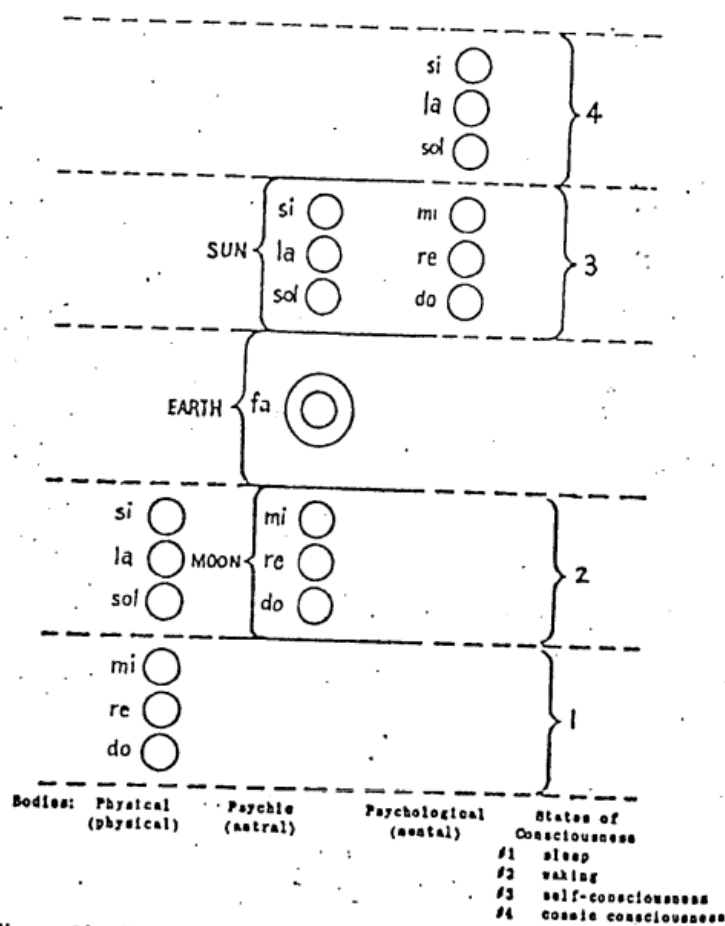 si
la
sol
4
si mi
SUN la re 3
sol do
EARTH fa
si mi
la MOON re 2
sol do
mi
re 1
do
Bodies: Physical Psychic Psychological States of
(physical) (astral) (mental) Consciousness
#1 sleep
#2 waking
#3 self-consciousness
#4 cosmic consciousness